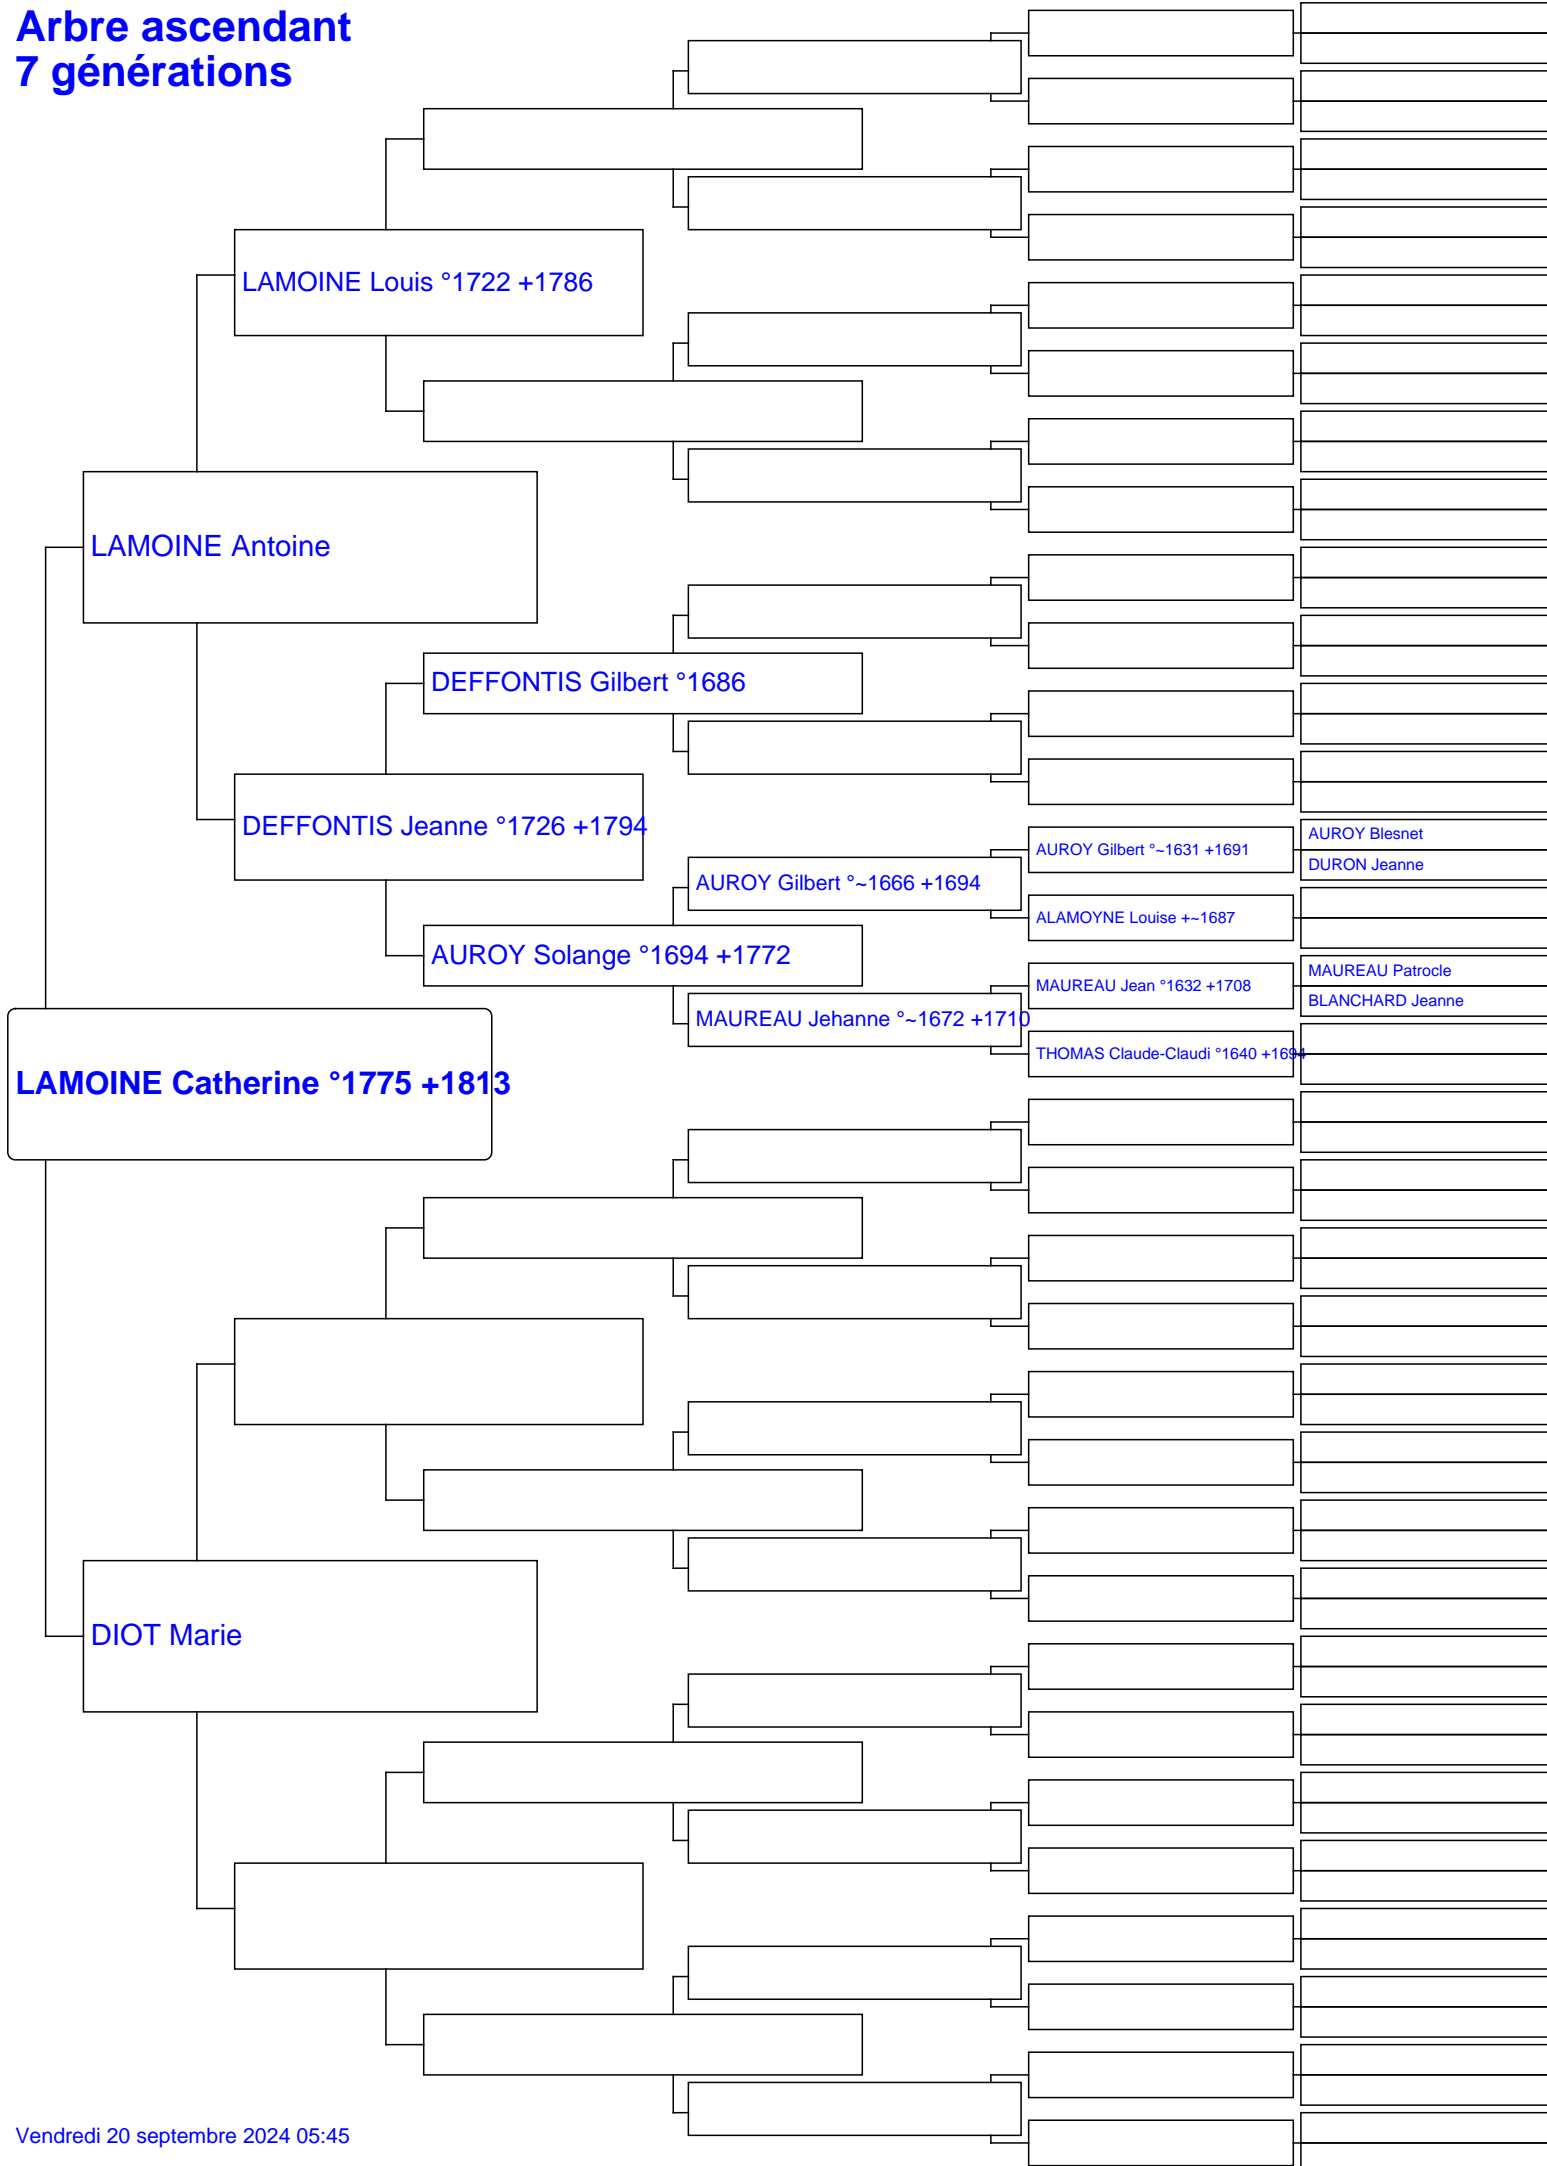 Arbre ascendant
7 générations
LAMOINE Louis °1722 +1786
LAMOINE Antoine
DEFFONTIS Gilbert °1686
DEFFONTIS Jeanne °1726 +1794
AUROY Blesnet
AUROY Gilbert °~1631 +1691
DURON Jeanne
AUROY Gilbert °~1666 +1694
ALAMOYNE Louise +~1687
AUROY Solange °1694 +1772
MAUREAU Patrocle
MAUREAU Jean °1632 +1708
BLANCHARD Jeanne
MAUREAU Jehanne °~1672 +1710
THOMAS Claude-Claudi °1640 +1694
LAMOINE Catherine °1775 +1813
DIOT Marie
Vendredi 20 septembre 2024 05:45